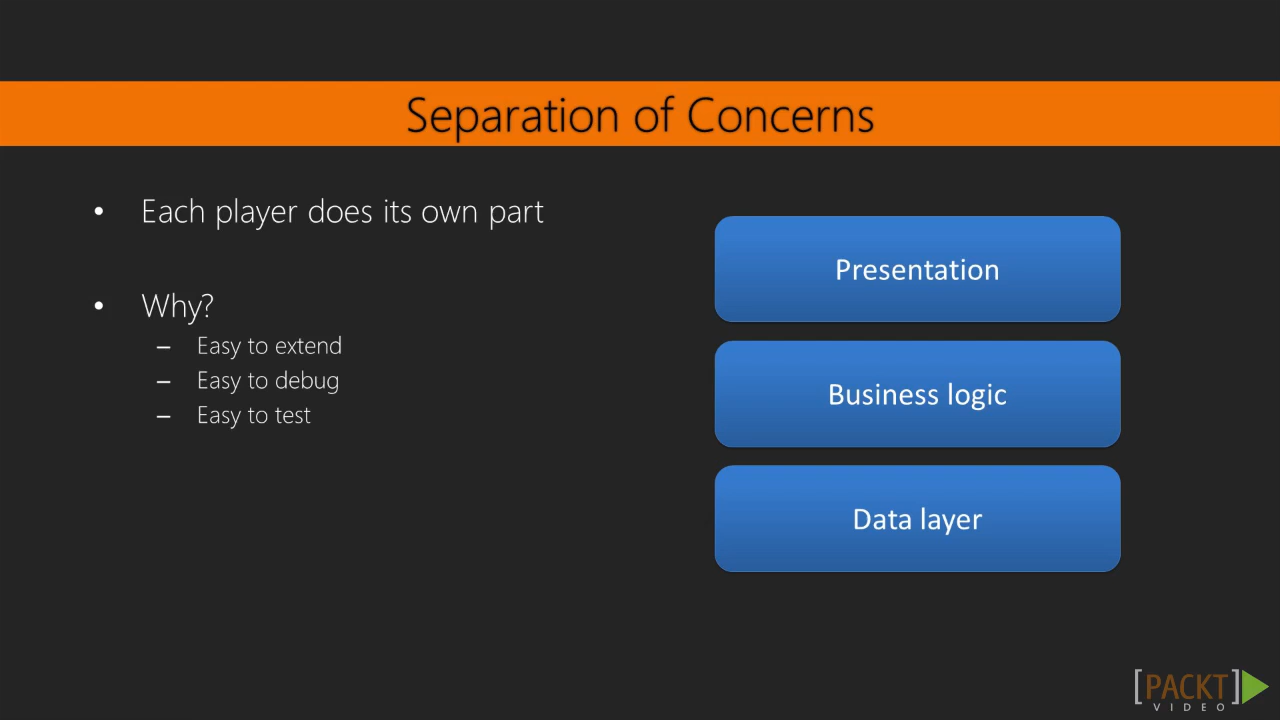 Separation of Concerns
• Each player does its own part
• Why?
– Easy to extend
– Easy to debug
– Easy to test
Presentation
Business logic
Data layer
[PACKT]
VIDEO